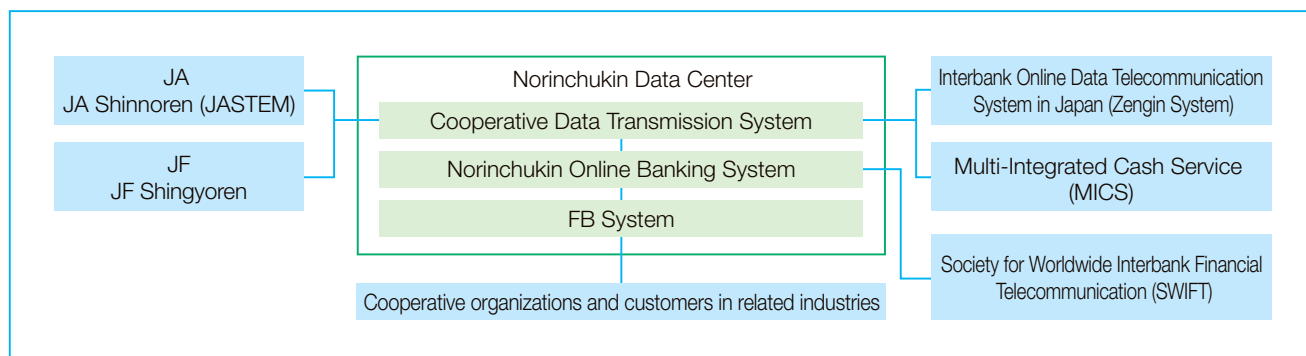 JA
JA Shinnoren (JASTEM)
JF
JF Shingyoren
Norinchukin Data Center
Cooperative Data Transmission System
Norinchukin Online Banking System
FB System
Cooperative organizations and customers in related industries
Interbank Online Data Telecommunication
System in Japan (Zengin System)
Multi-Integrated Cash Service
(MICS)
Society for Worldwide Interbank Financial
Telecommunication (SWIFT)